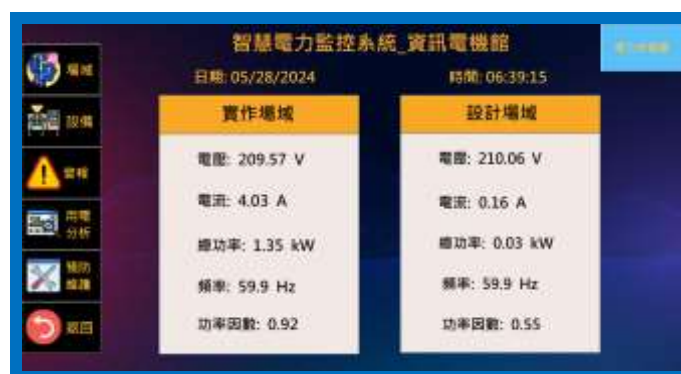 智慧電力監控系統_資訊電機館
日期: 05/28/2024
時間: 06:39:15
場域
設備
警報
用電
分析
預防
維護
返回
實作場域
電壓: 209.57 V
電流: 4.03 A
總功率: 1.35 kW
頻率: 59.9 Hz
功率因數: 0.92
設計場域
電壓: 210.06 V
電流: 0.16 A
總功率: 0.03 kW
頻率: 59.9 Hz
功率因數: 0.55